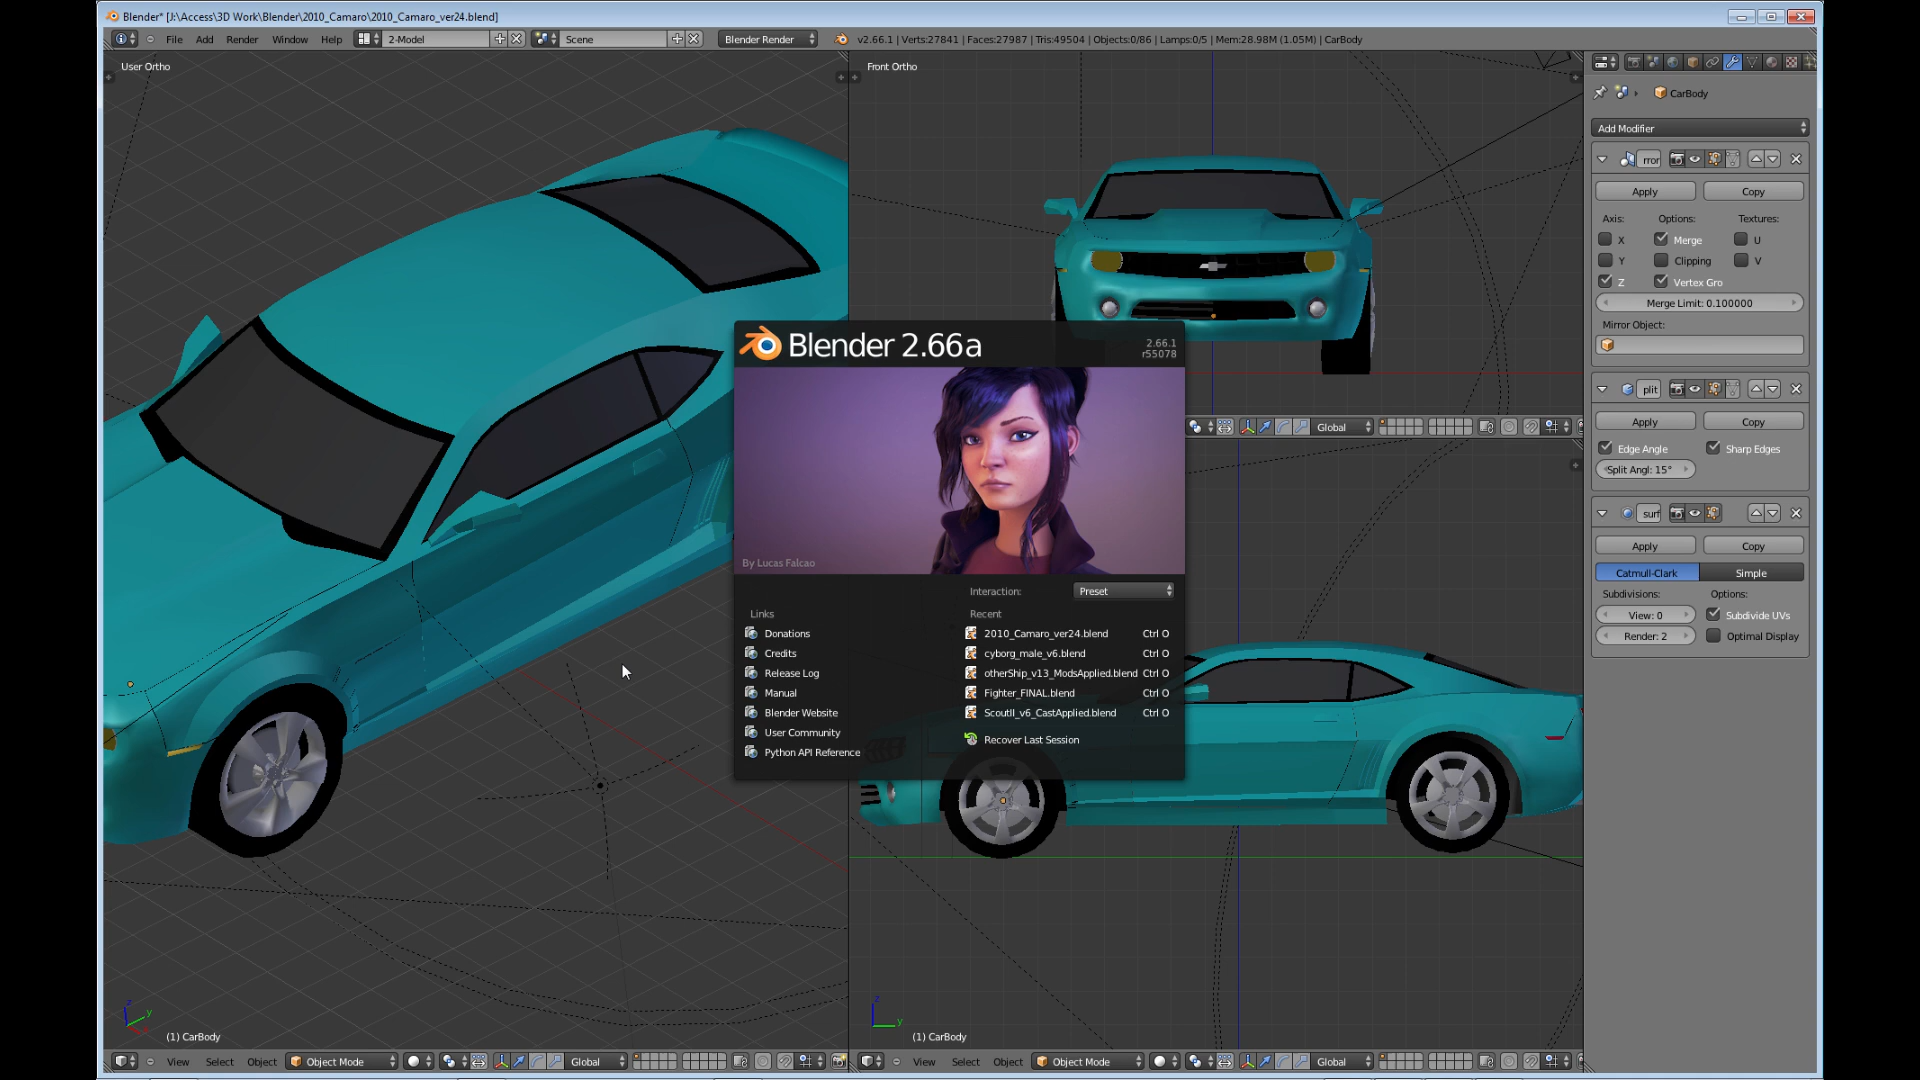 Blender* [J:\Access\3D Work\Blender\2010_Camaro\2010_Camaro_ver24.blend]
File Add Render Window Help 2-Model Scene Blender Render v2.66.1 | Verts:27841 | Faces:27987 | Tris:49504 | Objects:0/86 | Lamps:0/5 | Mem:28.98M (1.05M) | CarBody
User Ortho
Front Ortho
CarBody
Add Modifier
rror
Apply Copy
Axis: Options: Textures:
X Merge U
Y Clipping V
Z Vertex Gro
Merge Limit: 0.100000
Mirror Object:
plit
Apply Copy
Edge Angle Sharp Edges
Split Angl: 15°
surf
Apply Copy
Catmull-Clark Simple
Subdivisions: Options:
View: 0 Subdivide UVs
Render: 2 Optimal Display
Global
Blender 2.66a
2.66.1
r55078
By Lucas Falcao
Interaction: Preset
Links
Donations
Credits
Release Log
Manual
Blender Website
User Community
Python API Reference
Recent
2010_Camaro_ver24.blend Ctrl O
cyborg_male_v6.blend Ctrl O
otherShip_v13_ModsApplied.blend Ctrl O
Fighter_FINAL.blend Ctrl O
ScoutII_v6_CastApplied.blend Ctrl O
Recover Last Session
z
y
x
(1) CarBody
z
y
(1) CarBody
View Select Object Object Mode Global
View Select Object Object Mode Global